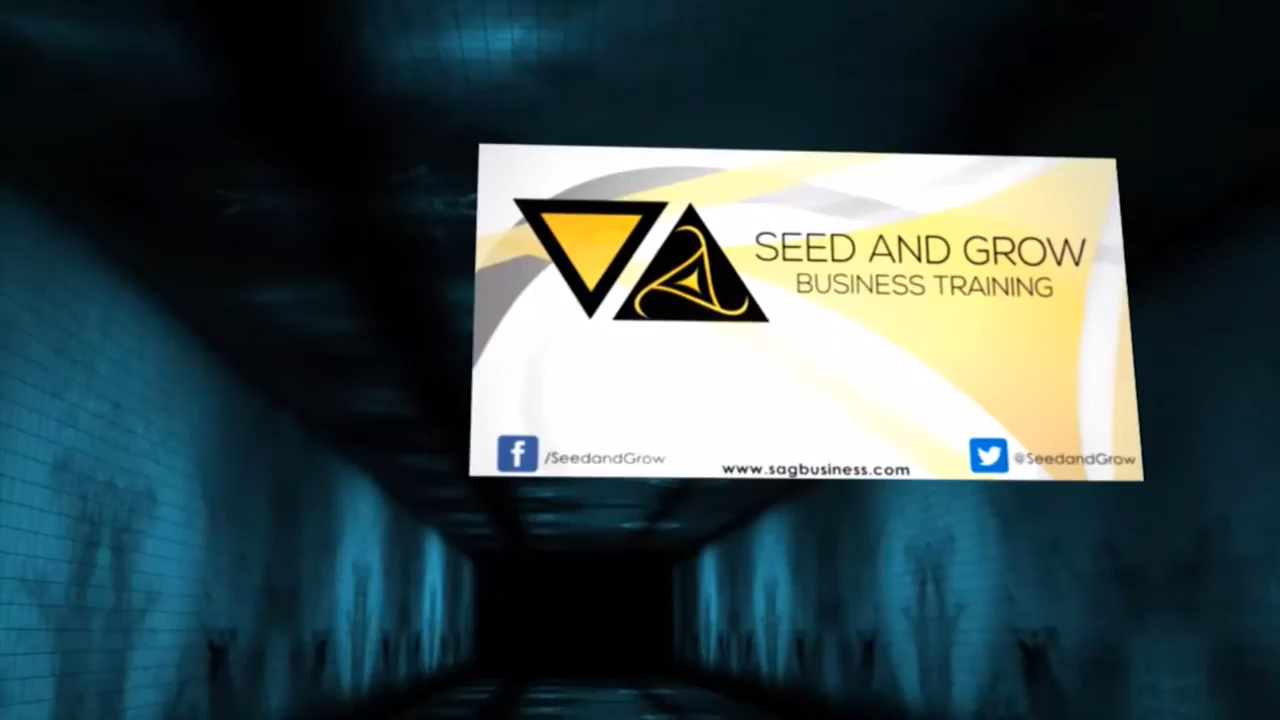 SEED AND GROW
BUSINESS TRAINING
/SeedandGrow
www.sagbusiness.com
@SeedandGrow